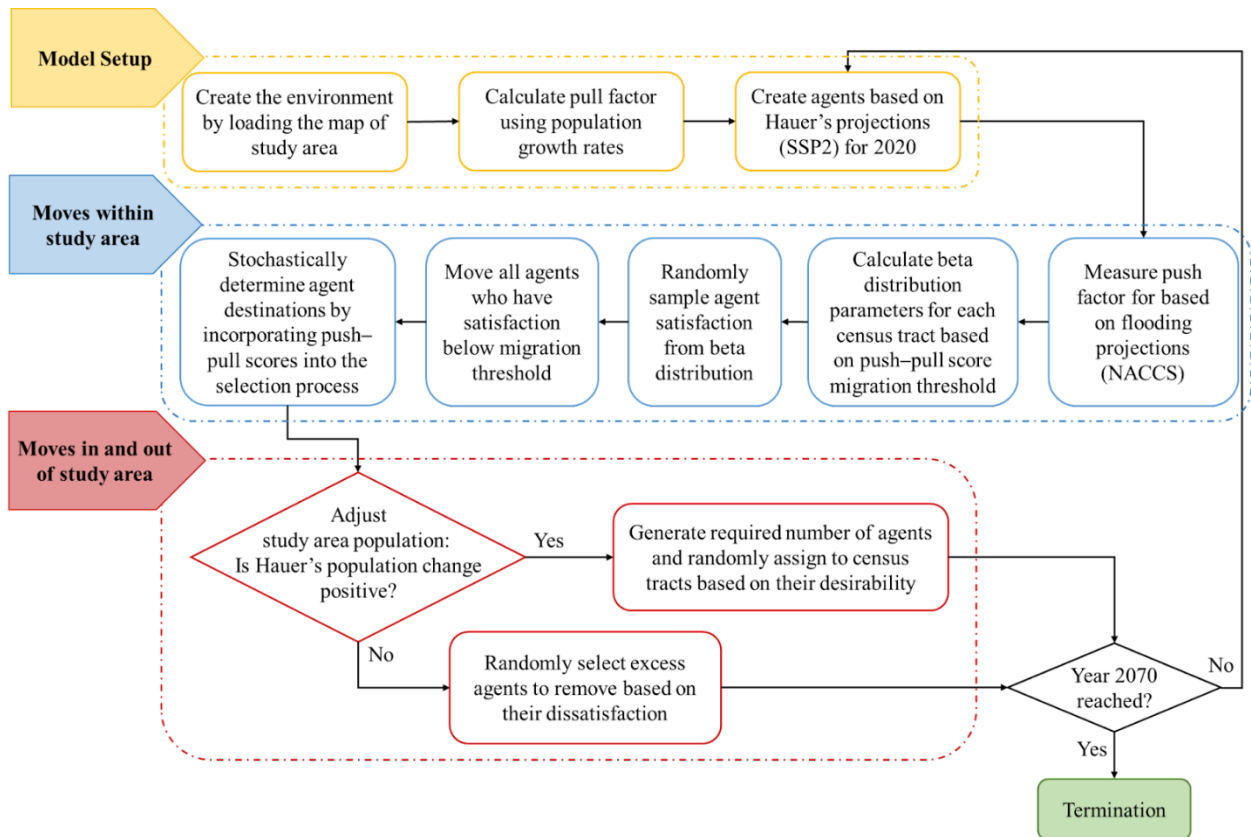 Model Setup
Create the environment
by loading the map of
study area
Calculate pull factor
using population
growth rates
Create agents based on
Hauer's projections
(SSP2) for 2020
Moves within
study area
Stochastically
determine agent
destinations by
incorporating push–
pull scores into the
selection process
Move all agents
who have
satisfaction
below migration
threshold
Randomly
sample agent
satisfaction
from beta
distribution
Calculate beta
distribution
parameters for each
census tract based
on push–pull score
migration threshold
Measure push
factor for based
on flooding
projections
(NACCS)
Moves in and out
of study area
Adjust
study area population:
Is Hauer's population change
positive?
Yes
Generate required number of agents
and randomly assign to census
tracts based on their desirability
No
Randomly select excess
agents to remove based on
their dissatisfaction
Year 2070
reached?
No
Yes
Termination